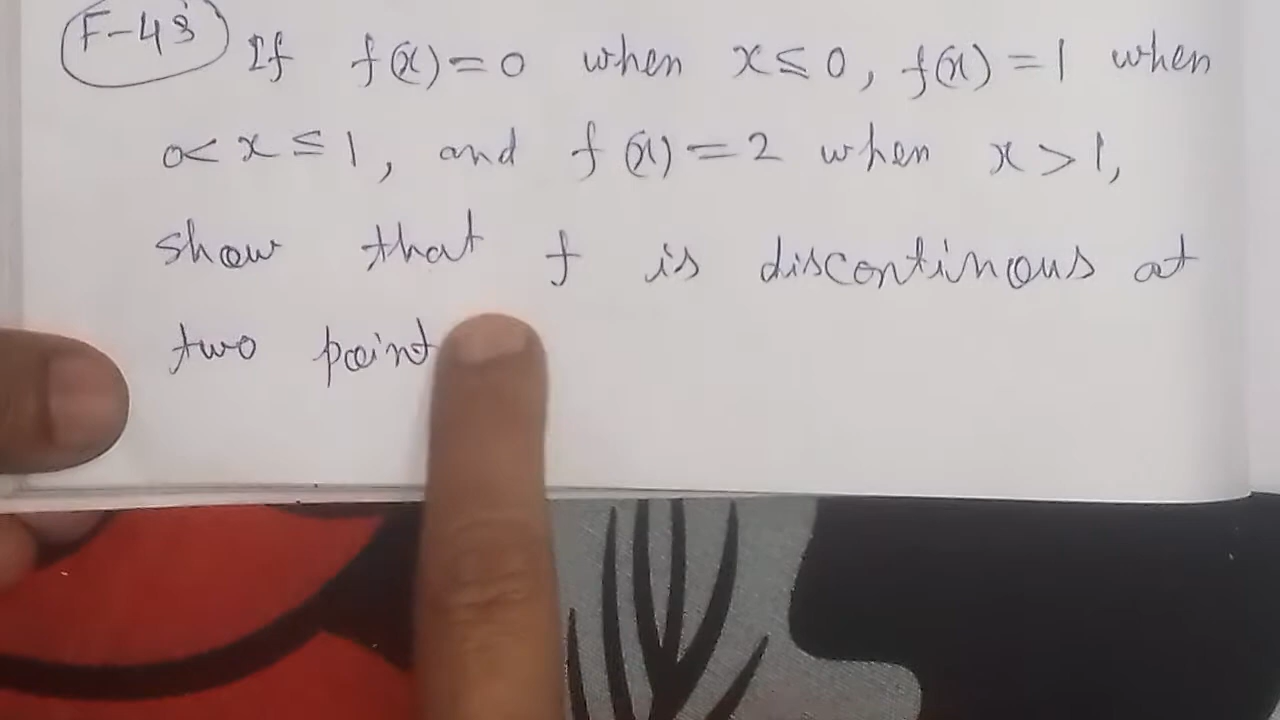 F-43 If f(x)=0 when x≤0, f(x)=1 when
0<x≤1, and f(x)=2 when x>1,
show that f is discontinous at
two point